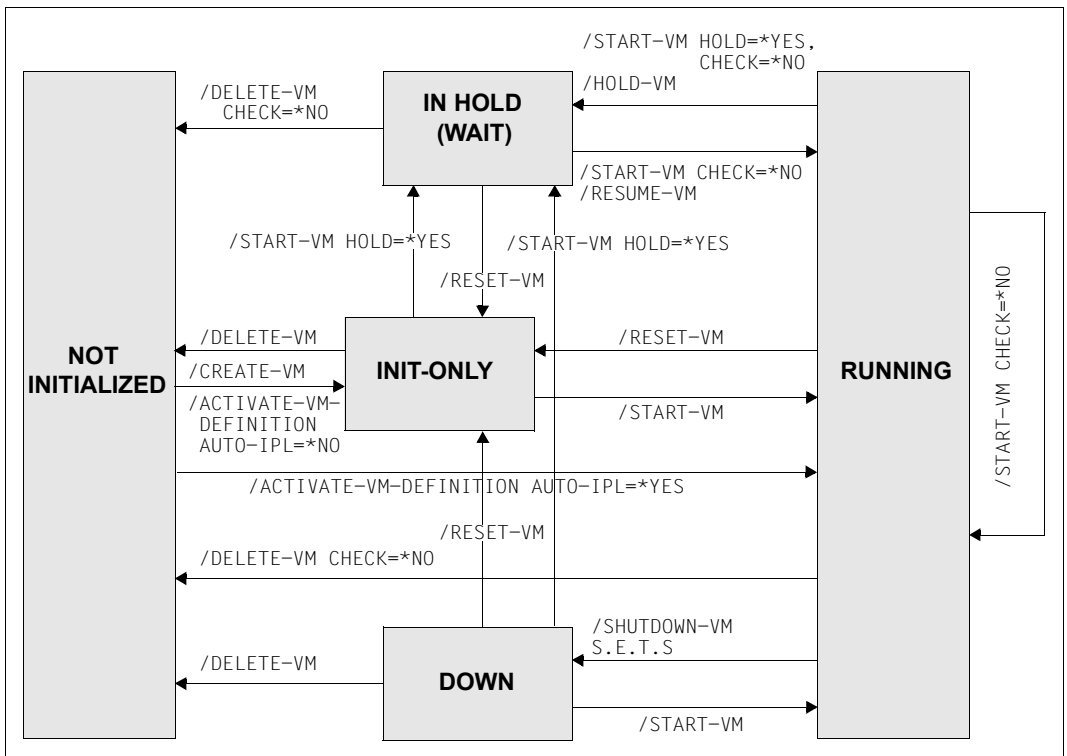 /START-VM HOLD=*YES,
CHECK=*NO
/HOLD-VM
/DELETE-VM
CHECK=*NO
IN HOLD
(WAIT)
/START-VM CHECK=*NO
/RESUME-VM
/START-VM HOLD=*YES
/START-VM HOLD=*YES
/RESET-VM
/START-VM CHECK=*NO
/DELETE-VM
/RESET-VM
NOT
INITIALIZED
/CREATE-VM
INIT-ONLY
RUNNING
/ACTIVATE-VM-
DEFINITION
AUTO-IPL=*NO
/START-VM
/ACTIVATE-VM-DEFINITION AUTO-IPL=*YES
/RESET-VM
/DELETE-VM CHECK=*NO
/SHUTDOWN-VM
S.E.T.S
/DELETE-VM
DOWN
/START-VM